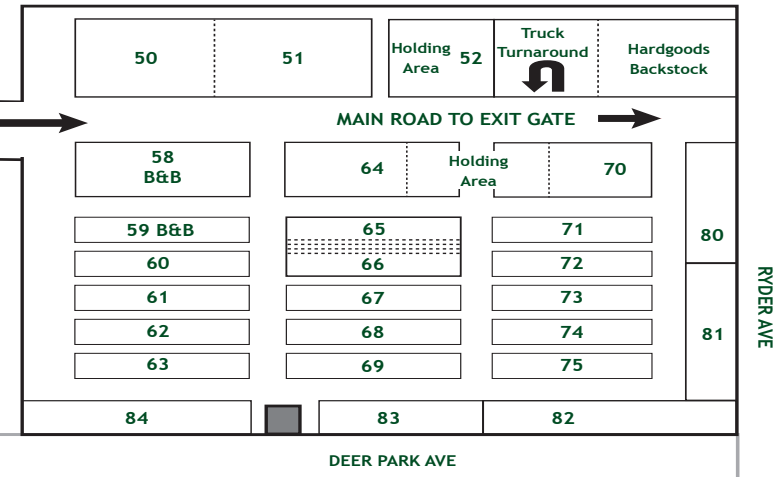 50
51
Holding
Area
52
Truck
Turnaround
Hardgoods
Backstock
MAIN ROAD TO EXIT GATE
58
B&B
64
Holding
Area
70
59 B&B
65
71
60
66
72
61
67
73
62
68
74
63
69
75
80
81
84
83
82
RYDER AVE
DEER PARK AVE